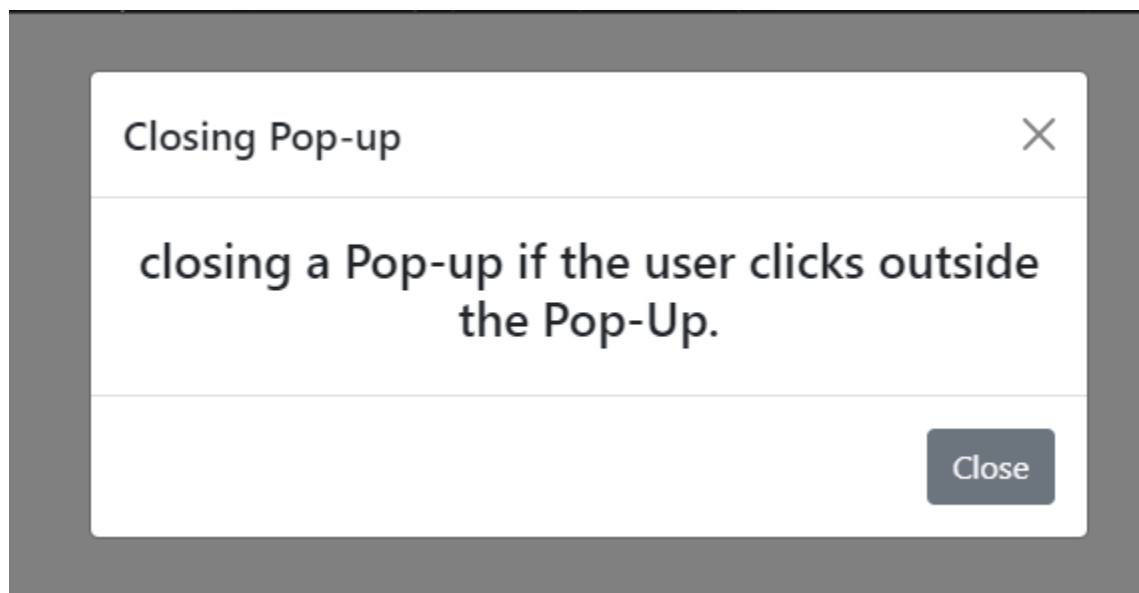 Closing Pop-up
closing a Pop-up if the user clicks outside
the Pop-Up.
Close